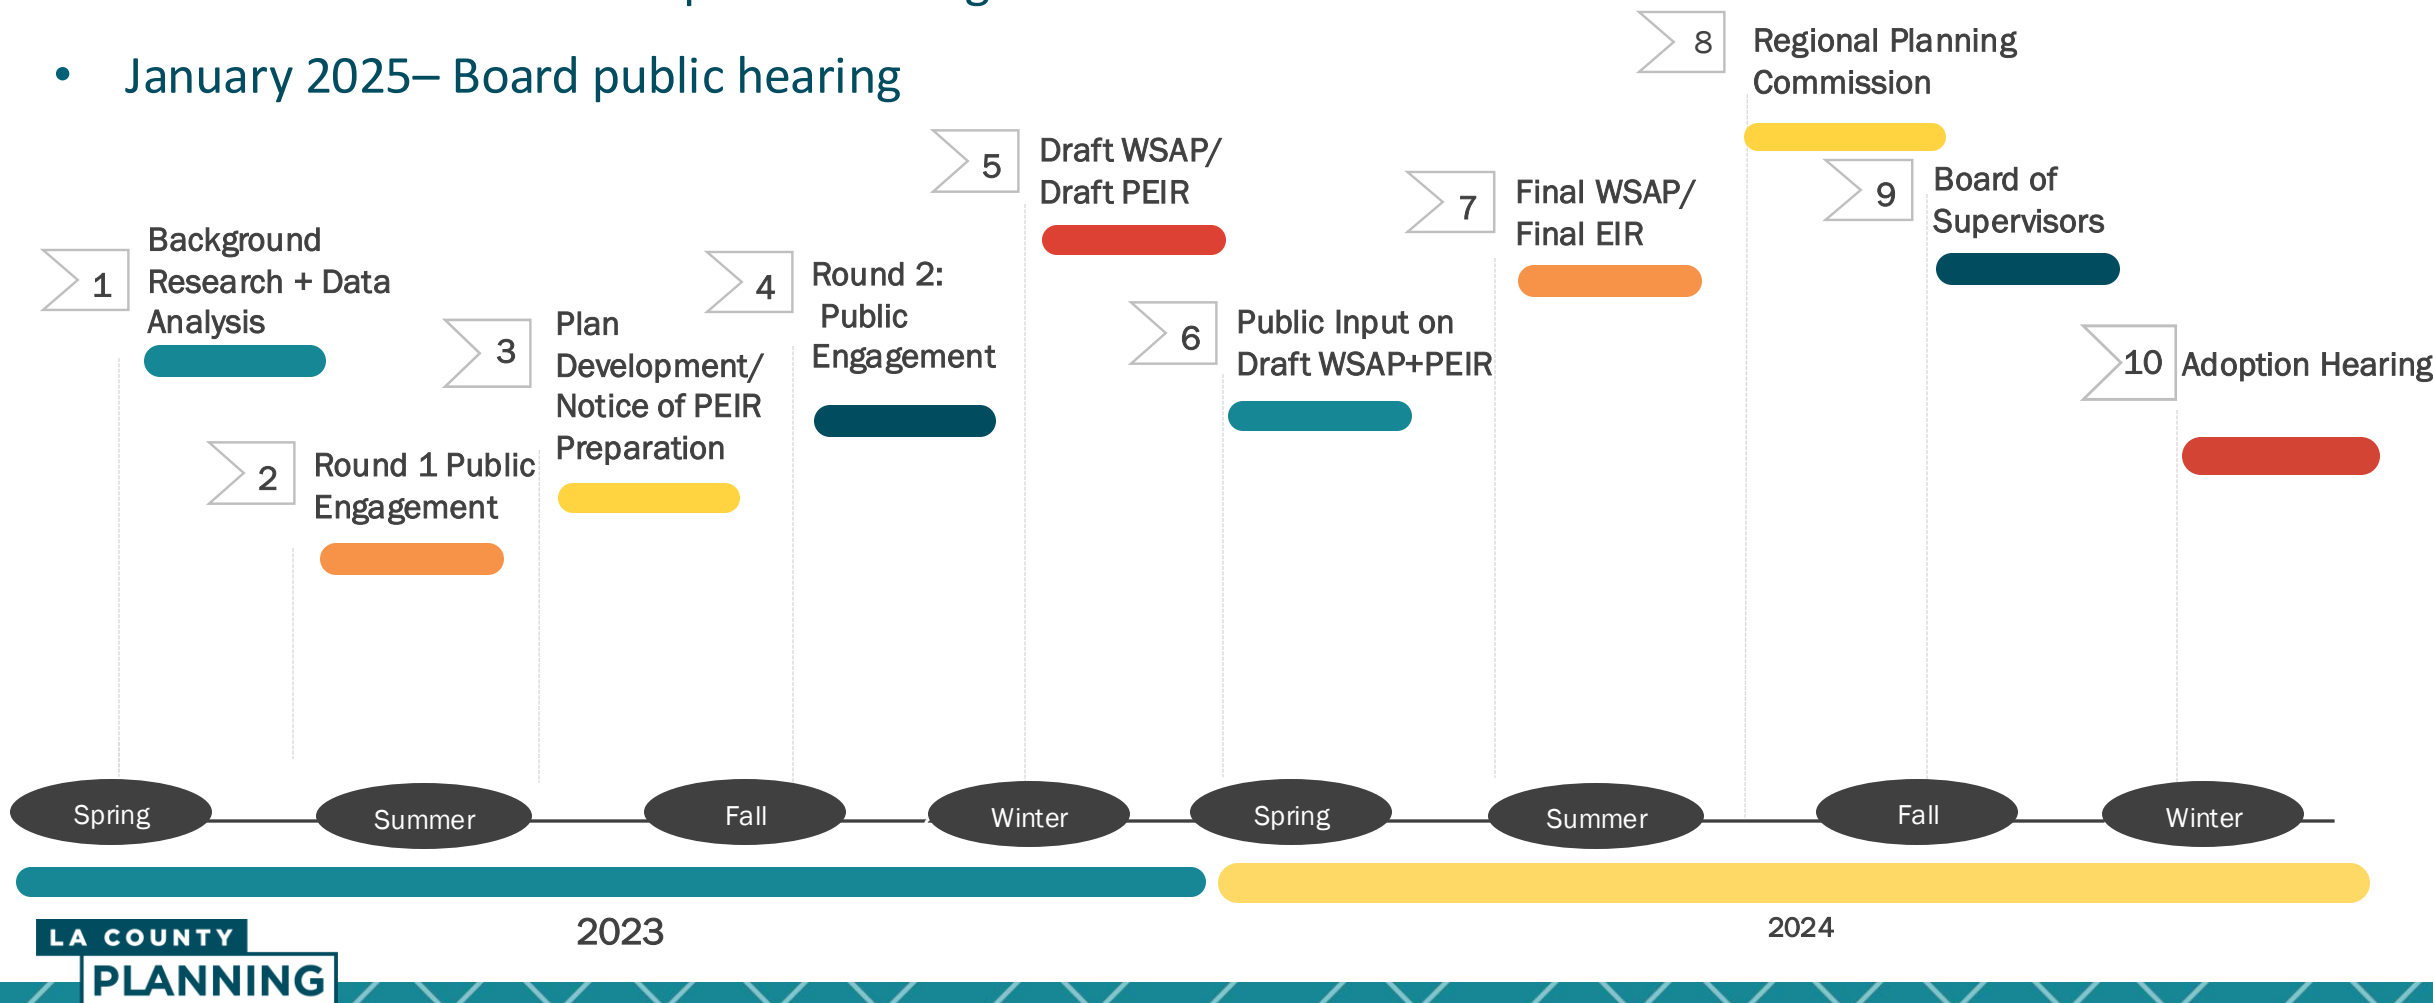 • January 2025– Board public hearing
1
Background
Research + Data
Analysis
2
Round 1 Public
Engagement
3
Plan
Development/
Notice of PEIR
Preparation
4
Round 2:
Public
Engagement
5
Draft WSAP/
Draft PEIR
6
Public Input on
Draft WSAP+PEIR
7
Final WSAP/
Final EIR
8
Regional Planning
Commission
9
Board of
Supervisors
10
Adoption Hearing
Spring
Summer
Fall
Winter
Spring
Summer
Fall
Winter
2023
2024
LA COUNTY
PLANNING